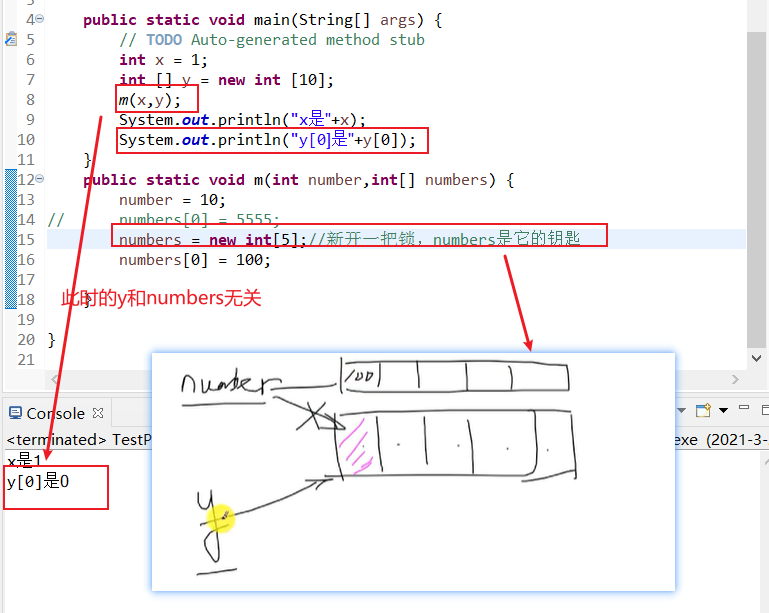 4 public static void main(String[] args) {
5 // TODO Auto-generated method stub
6 int x = 1;
7 int [] y = new int [10];
8 m(x,y);
9 System.out.println("x是"+x);
10 System.out.println("y[0]是"+y[0]);
11 }
12 public static void m(int number,int[] numbers) {
13 number = 10;
14 // numbers[0] = 5555;
15 numbers = new int[5];//新开一把锁，numbers是它的钥匙
16 numbers[0] = 100;
17
18 }
此时的y和numbers无关
19
20 }
21
number 100
y
Console
<terminated> TestP
exe (2021-3-
x是1
y[0]是0